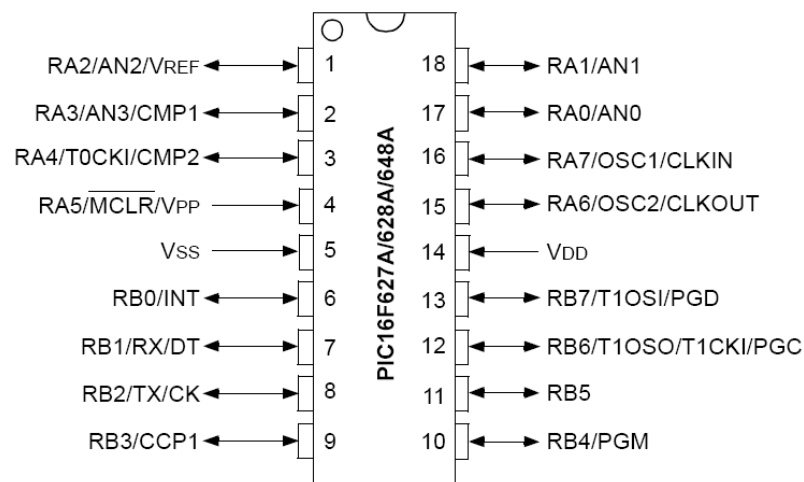 RA2/AN2/VREF 1 18 RA1/AN1
RA3/AN3/CMP1 2 17 RA0/AN0
RA4/T0CKI/CMP2 3 16 RA7/OSC1/CLKIN
RA5/MCLR/VPP 4 15 RA6/OSC2/CLKOUT
VSS 5 14 VDD
RB0/INT 6 13 RB7/T1OSI/PGD
RB1/RX/DT 7 12 RB6/T1OSO/T1CKI/PGC
RB2/TX/CK 8 11 RB5
RB3/CCP1 9 10 RB4/PGM
PIC16F627A/628A/648A